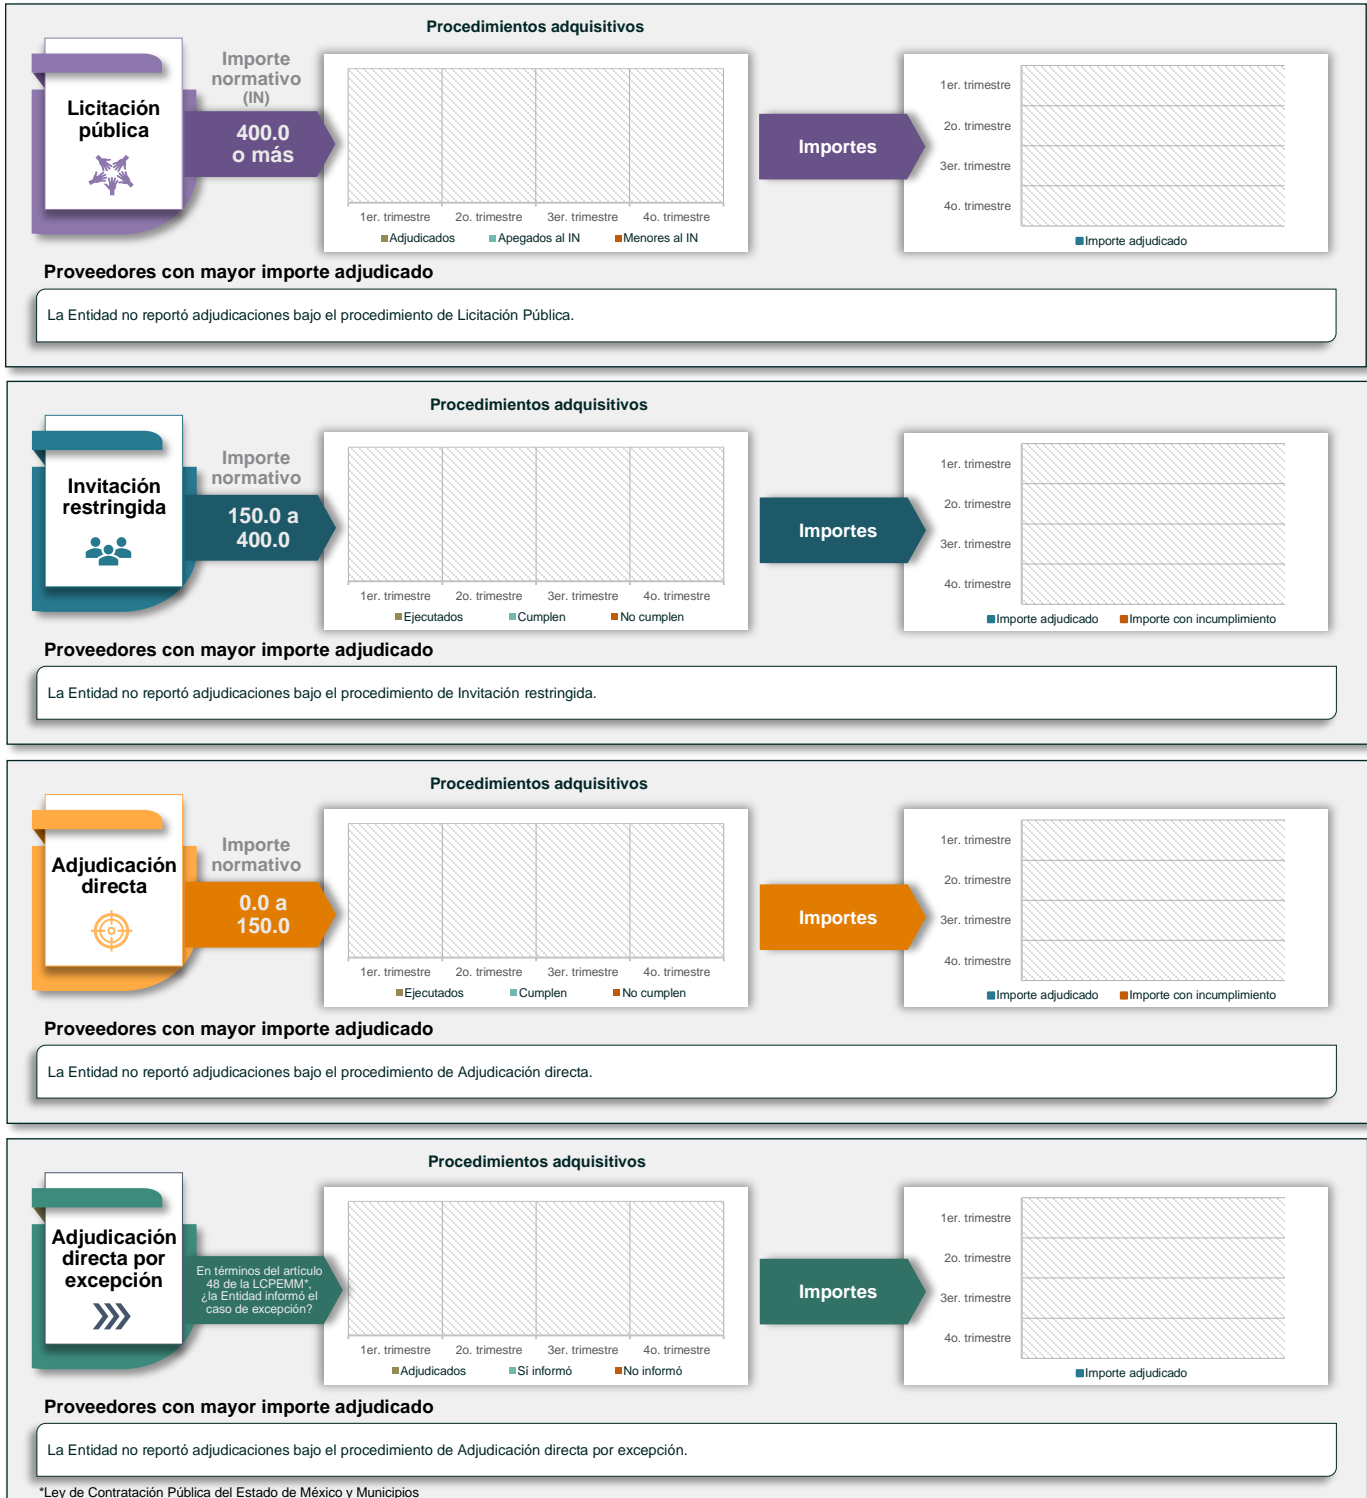 Procedimientos adquisitivos
Licitación
pública
Importe
normativo
(IN)
400.0
o más
1er. trimestre 2o. trimestre 3er. trimestre 4o. trimestre
Adjudicados Apegados al IN Menores al IN
Importes
1er. trimestre
2o. trimestre
3er. trimestre
4o. trimestre
Importe adjudicado
Proveedores con mayor importe adjudicado
La Entidad no reportó adjudicaciones bajo el procedimiento de Licitación Pública.
Procedimientos adquisitivos
Invitación
restringida
Importe
normativo
150.0 a
400.0
1er. trimestre 2o. trimestre 3er. trimestre 4o. trimestre
Ejecutados Cumplen No cumplen
Importes
1er. trimestre
2o. trimestre
3er. trimestre
4o. trimestre
Importe adjudicado Importe con incumplimiento
Proveedores con mayor importe adjudicado
La Entidad no reportó adjudicaciones bajo el procedimiento de Invitación restringida.
Procedimientos adquisitivos
Adjudicación
directa
Importe
normativo
0.0 a
150.0
1er. trimestre 2o. trimestre 3er. trimestre 4o. trimestre
Ejecutados Cumplen No cumplen
Importes
1er. trimestre
2o. trimestre
3er. trimestre
4o. trimestre
Importe adjudicado Importe con incumplimiento
Proveedores con mayor importe adjudicado
La Entidad no reportó adjudicaciones bajo el procedimiento de Adjudicación directa.
Procedimientos adquisitivos
Adjudicación
directa por
excepción
En términos del artículo
48 de la LCPEMM*,
¿la Entidad informó el
caso de excepción?
1er. trimestre 2o. trimestre 3er. trimestre 4o. trimestre
Adjudicados Sí informó No informó
Importes
1er. trimestre
2o. trimestre
3er. trimestre
4o. trimestre
Importe adjudicado
Proveedores con mayor importe adjudicado
La Entidad no reportó adjudicaciones bajo el procedimiento de Adjudicación directa por excepción.
*Ley de Contratación Pública del Estado de México y Municipios